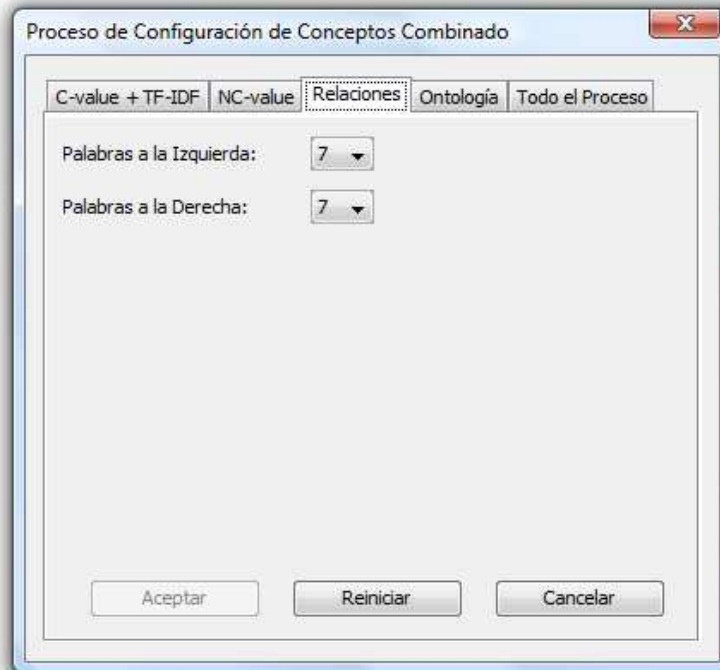 Proceso de Configuración de Conceptos Combinado
C-value + TF-IDF NC-value Relaciones Ontología Todo el Proceso
Palabras a la Izquierda: 7
Palabras a la Derecha: 7
Aceptar Reiniciar Cancelar